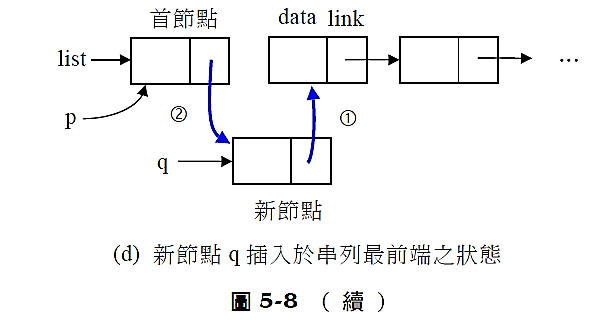 首節點
data link
list
…
p
②
①
q
新節點
(d) 新節點 q 插入於串列最前端之狀態
圖 5-8 ( 續 )